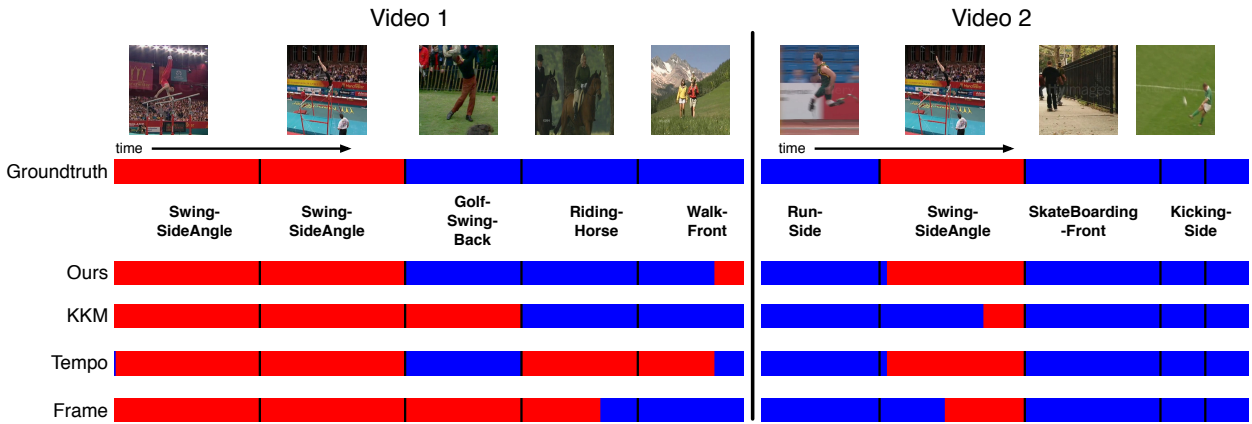 Video 1
Video 2
time
time
Groundtruth
Swing-
SideAngle
Swing-
SideAngle
Golf-
Swing-
Back
Riding-
Horse
Walk-
Front
Run-
Side
Swing-
SideAngle
SkateBoarding
-Front
Kicking-
Side
Ours
KKM
Tempo
Frame